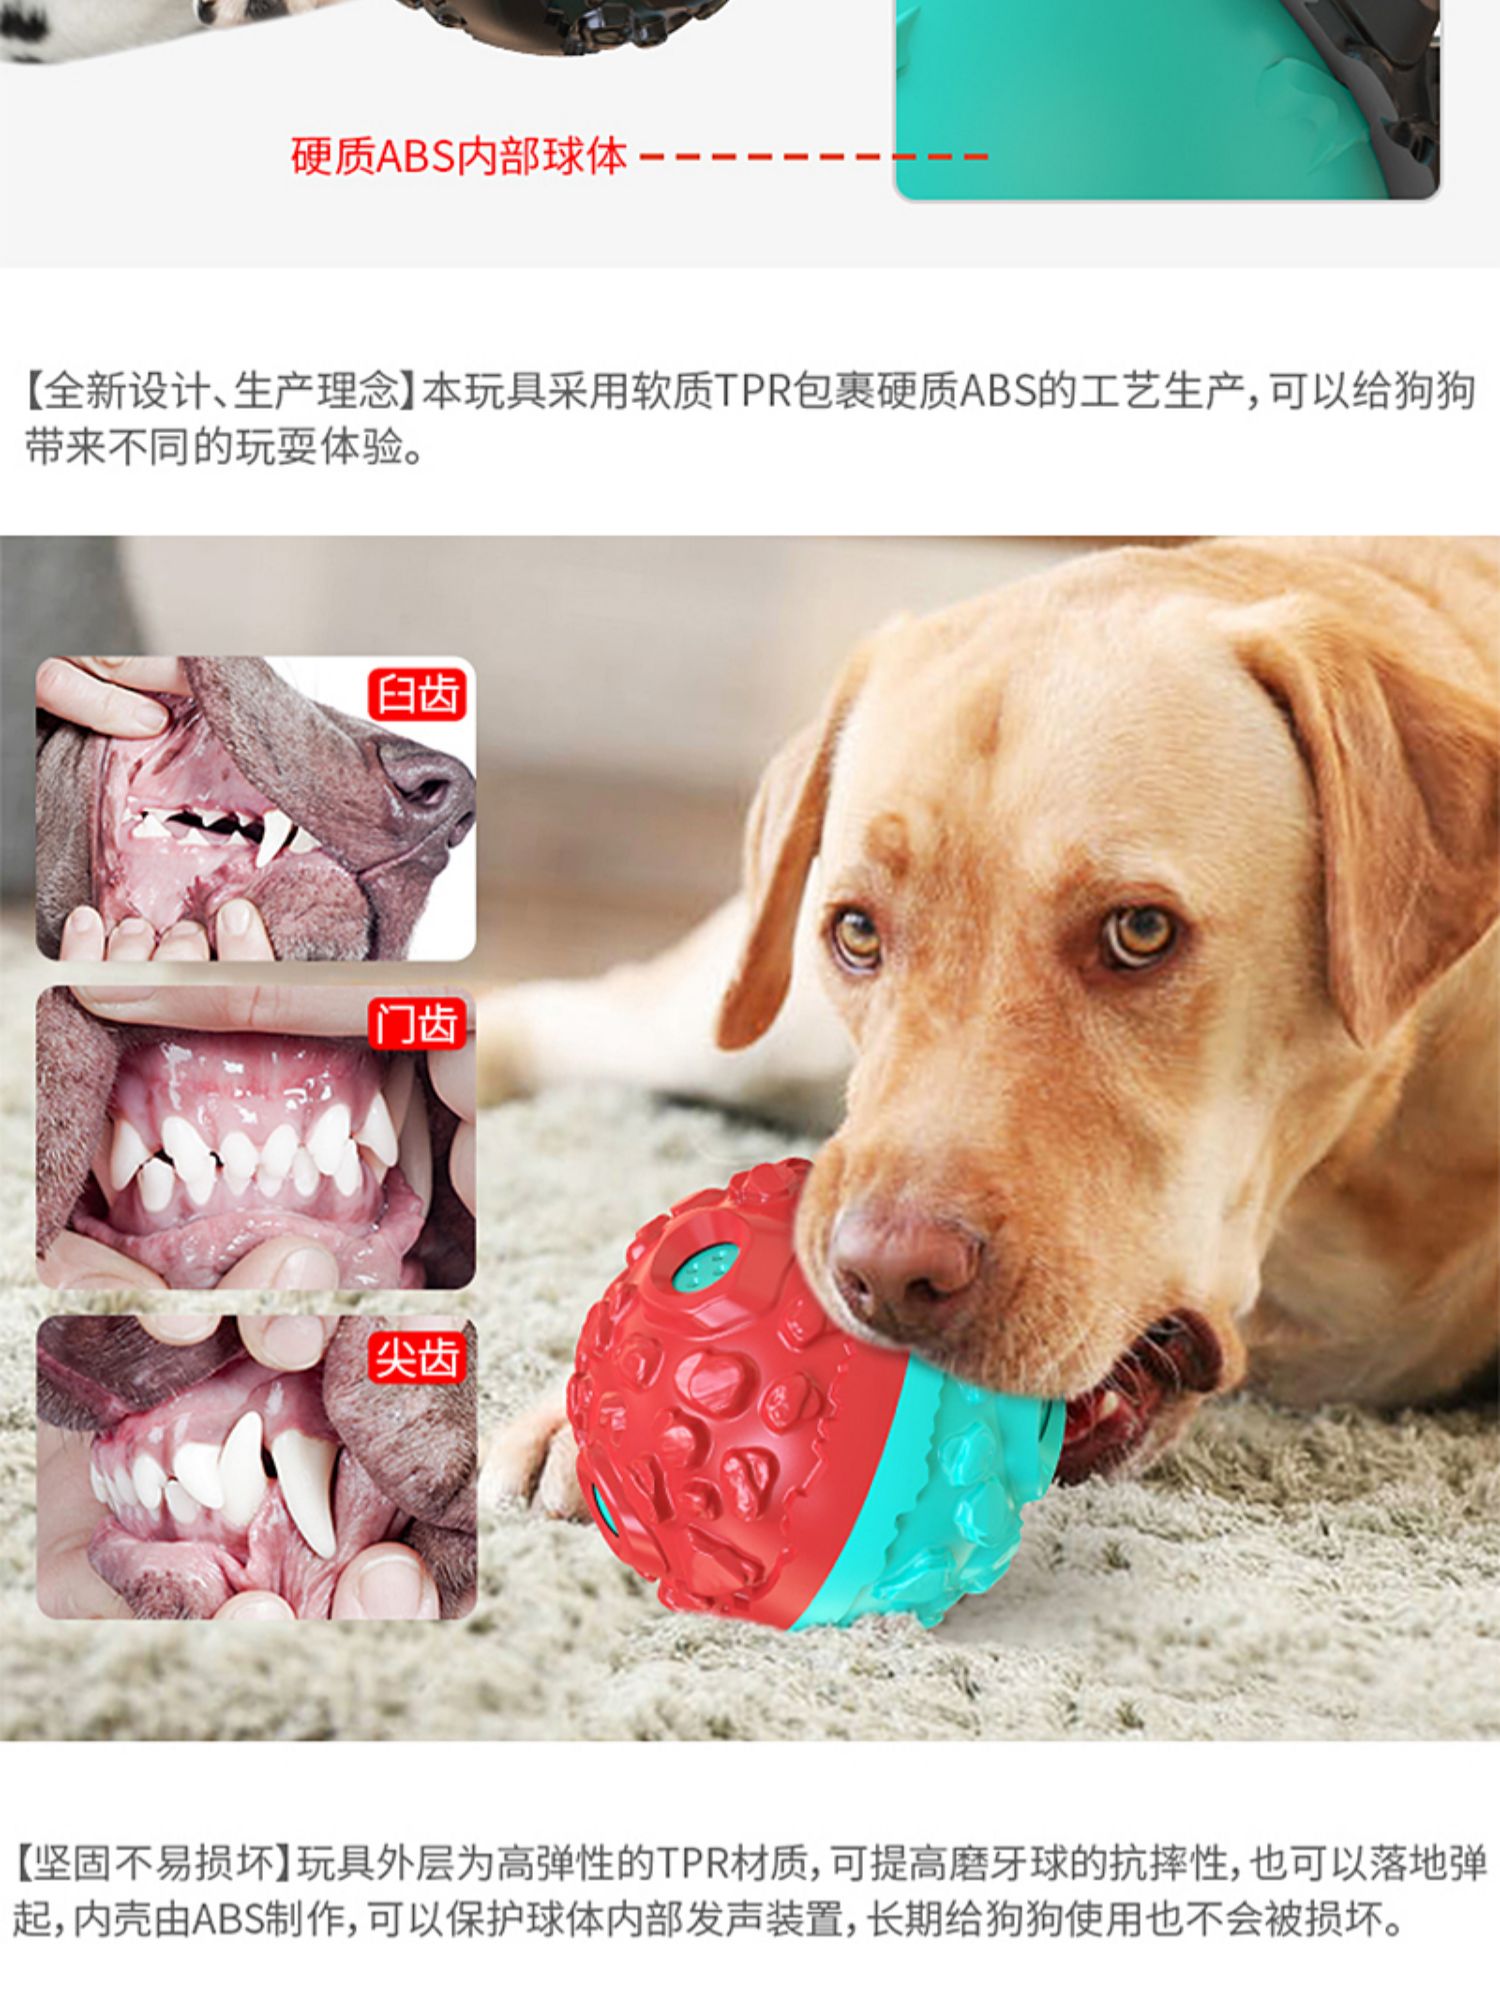 硬质ABS内部球体
【全新设计、生产理念】本玩具采用软质TPR包裹硬质ABS的工艺生产,可以给狗狗
带来不同的玩耍体验。
臼齿
门齿
尖齿
【坚固不易损坏】玩具外层为高弹性的TPR材质,可提高磨牙球的抗摔性,也可以落地弹
起,内壳由ABS制作,可以保护球体内部发声装置,长期给狗狗使用也不会被损坏。